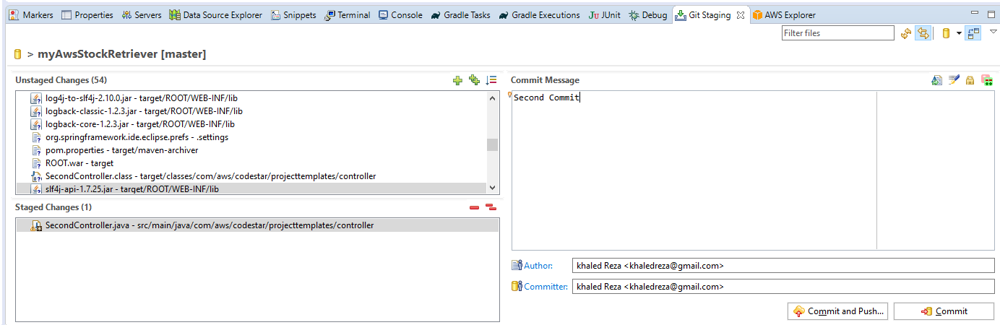 Markers Properties Servers Data Source Explorer Snippets Terminal Console Gradle Tasks Gradle Executions JUnit Debug Git Staging AWS Explorer
Filter files
> myAwsStockRetriever [master]
Unstaged Changes (54)
log4j-to-slf4j-2.10.0.jar - target/ROOT/WEB-INF/lib
logback-classic-1.2.3.jar - target/ROOT/WEB-INF/lib
logback-core-1.2.3.jar - target/ROOT/WEB-INF/lib
org.springframework.ide.eclipse.prefs - .settings
pom.properties - target/maven-archiver
ROOT.war - target
SecondController.class - target/classes/com/aws/codestar/projecttemplates/controller
slf4j-api-1.7.25.jar - target/ROOT/WEB-INF/lib
Staged Changes (1)
SecondController.java - src/main/java/com/aws/codestar/projecttemplates/controller
Commit Message
Second Commit
Author: khaled Reza <khaledreza@gmail.com>
Committer: khaled Reza <khaledreza@gmail.com>
Commit and Push... Commit